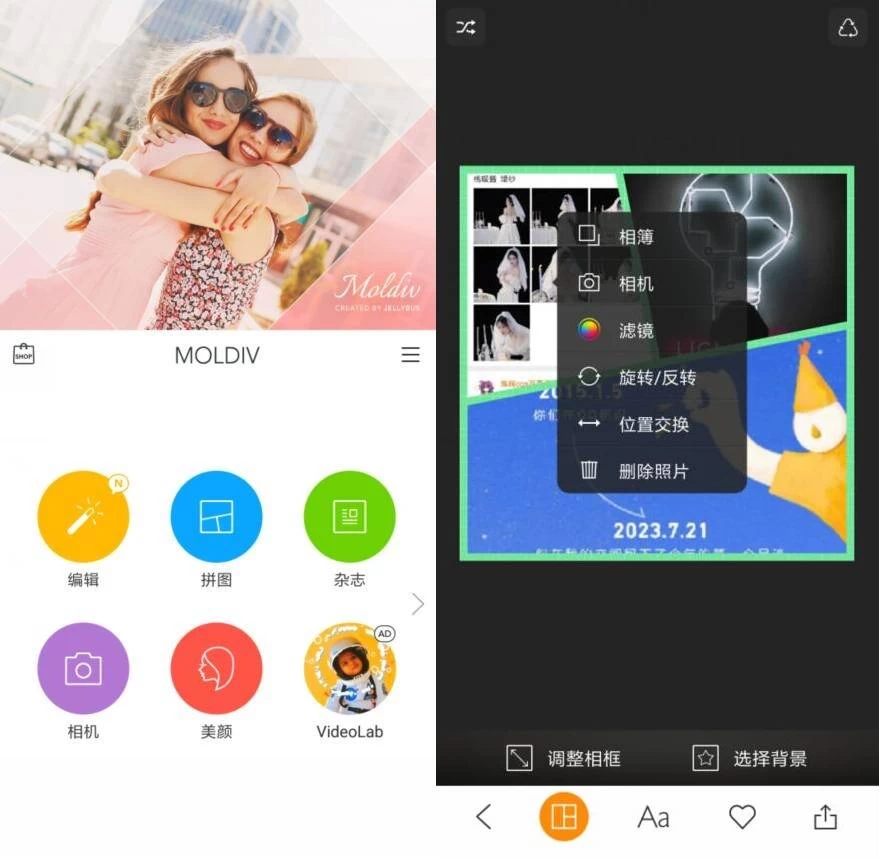 Moldiv
CREATED BY JELLYBUS
SHOP
MOLDIV
N
编辑
拼图
杂志
AD
相机
美颜
VideoLab
相簿
相机
滤镜
旋转/反转
位置交换
删除照片
2015.1.5
2023.7.21
调整相框
选择背景
Aa